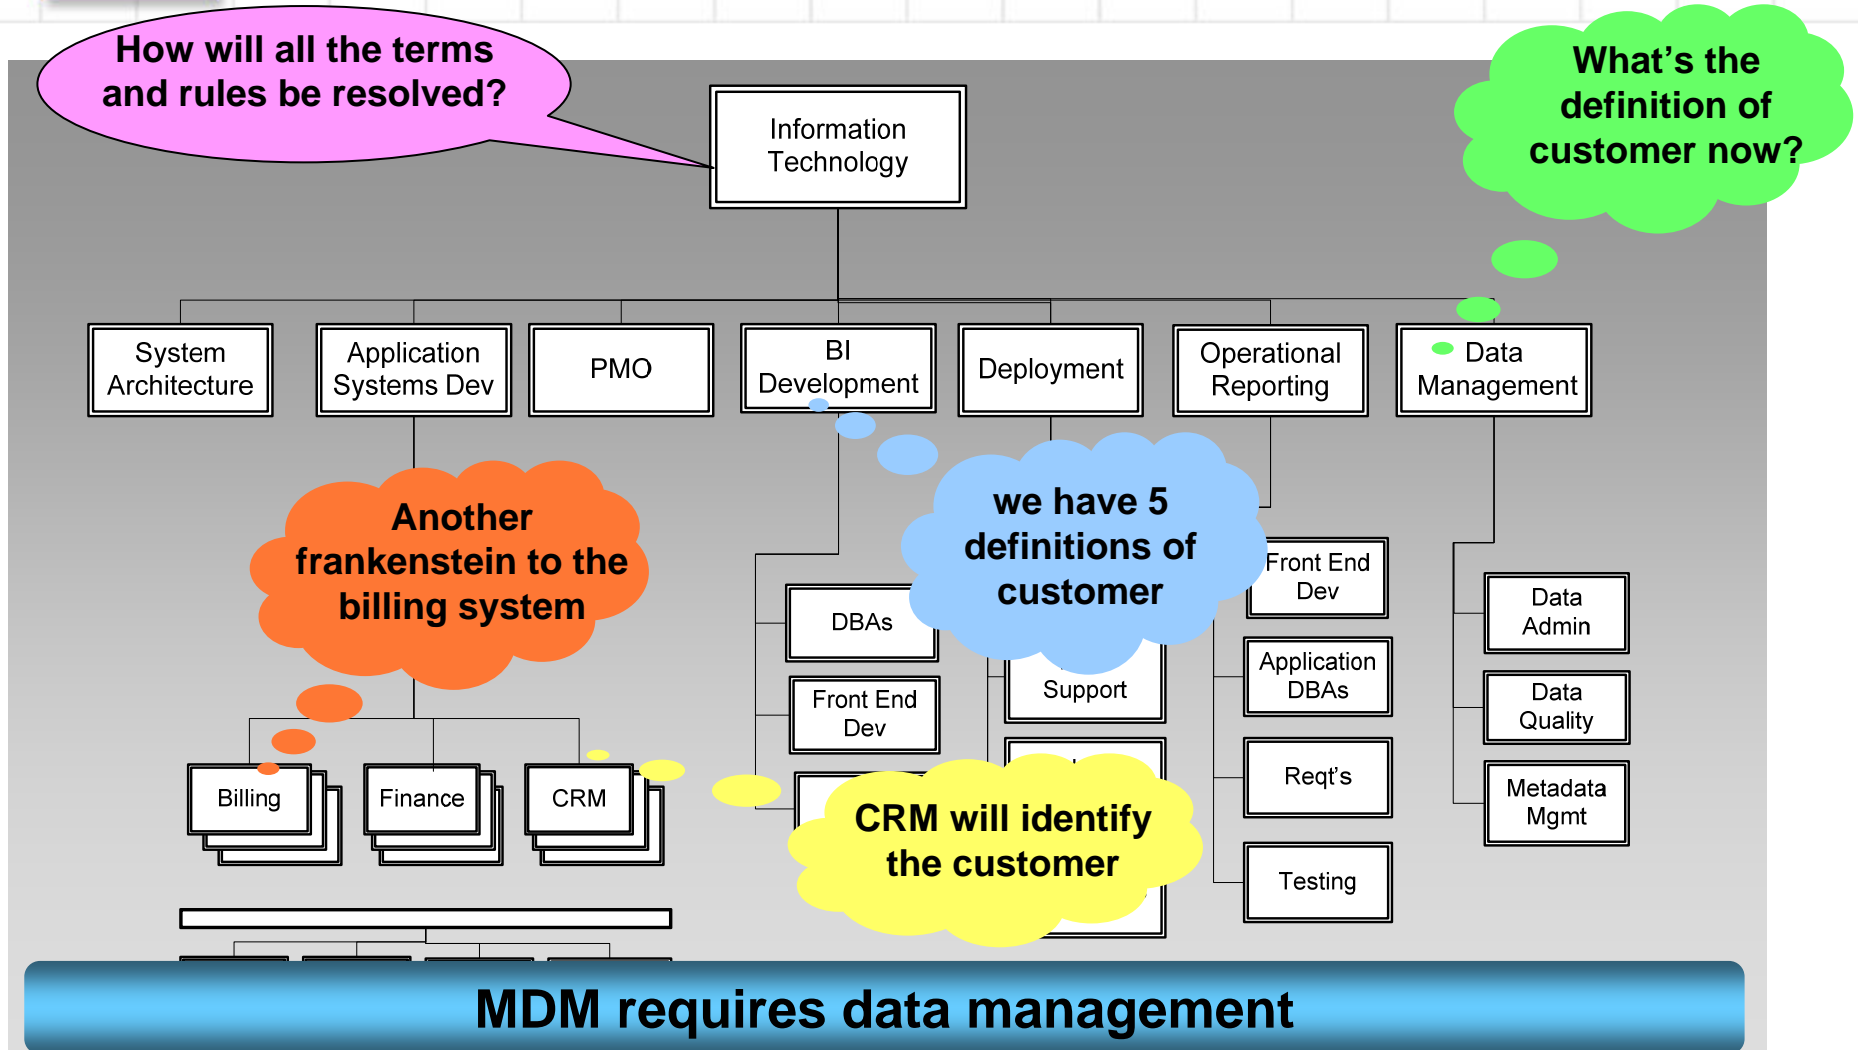 How will all the terms
and rules be resolved?
What's the
definition of
customer now?
Information
Technology
System
Architecture
Application
Systems Dev
PMO
BI
Development
Deployment
Operational
Reporting
Data
Management
Another
frankenstein to the
billing system
we have 5
definitions of
customer
Billing
Finance
CRM
DBAs
Front End
Dev
Support
CRM will identify
the customer
Front End
Dev
Application
DBAs
Reqt's
Testing
Data
Admin
Data
Quality
Metadata
Mgmt
MDM requires data management